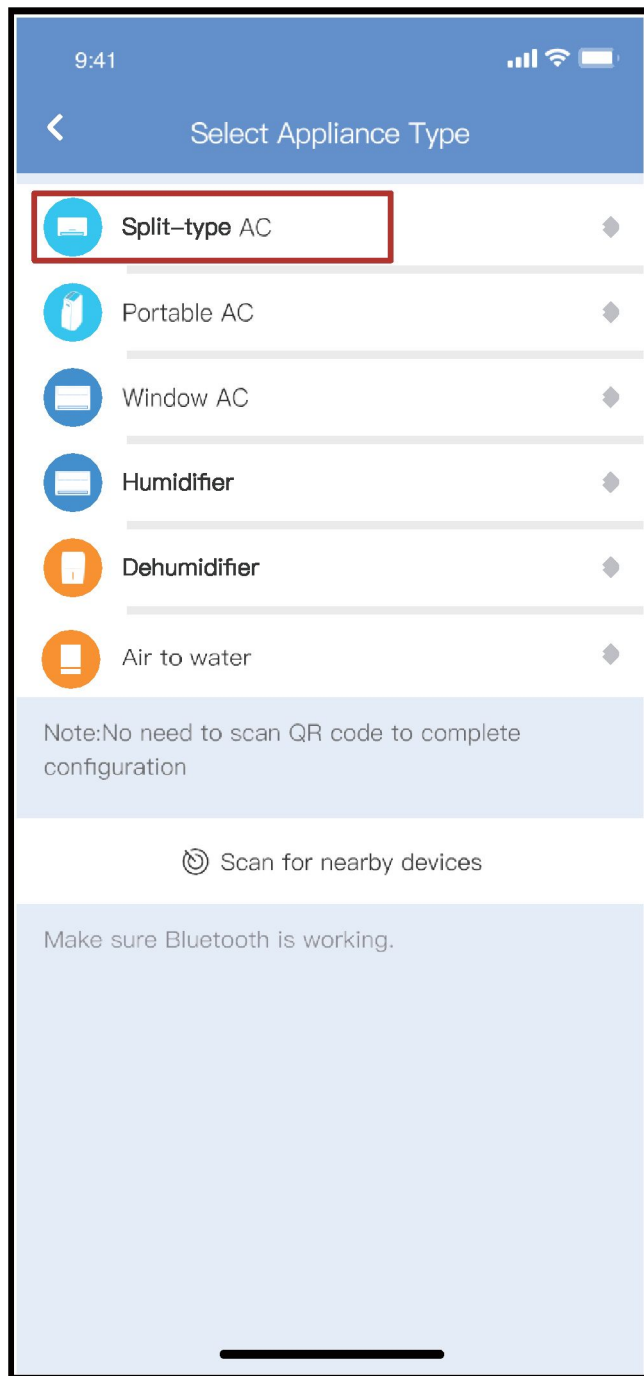 9:41
Select Appliance Type
Split-type AC
Portable AC
Window AC
Humidifier
Dehumidifier
Air to water
Note:No need to scan QR code to complete
configuration
Scan for nearby devices
Make sure Bluetooth is working.